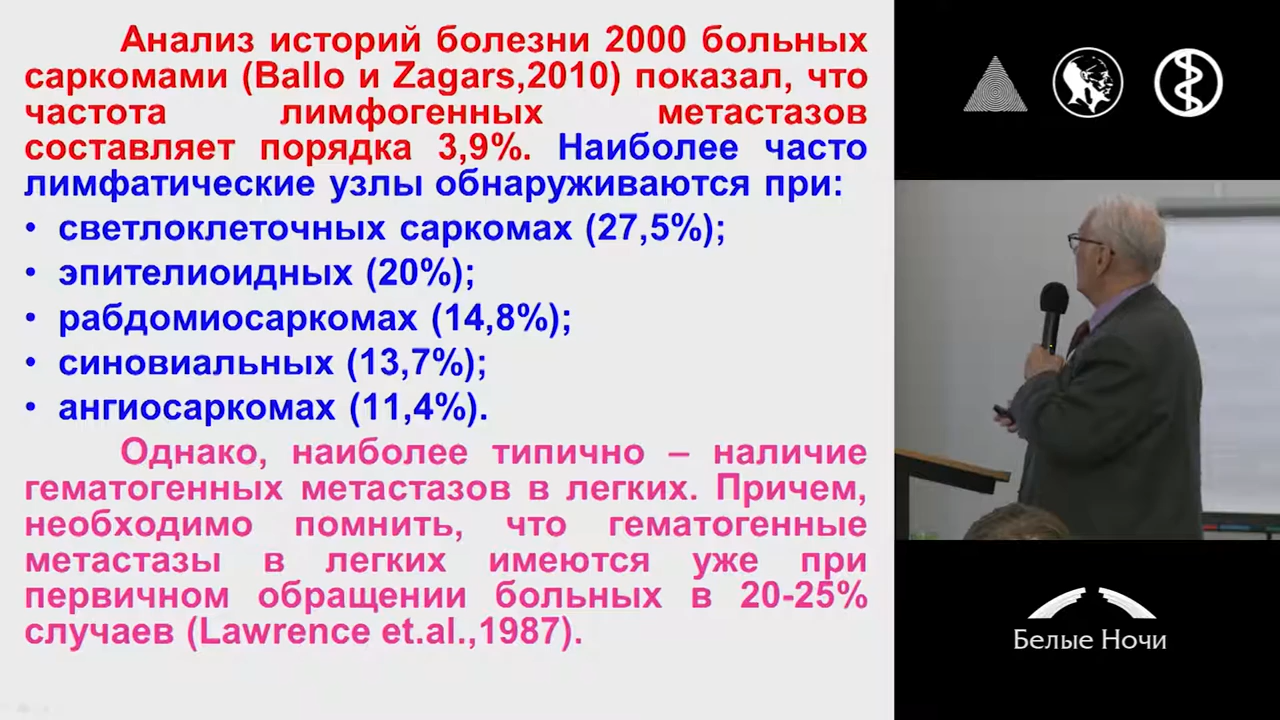 Анализ историй болезни 2000 больных
саркомами (Ballo и Zagars,2010) показал, что
частота лимфогенных метастазов
составляет порядка 3,9%. Наиболее часто
лимфатические узлы обнаруживаются при:
• светлоклеточных саркомах (27,5%);
• эпителиоидных (20%);
• рабдомиосаркомах (14,8%);
• синовиальных (13,7%);
• ангиосаркомах (11,4%).
Однако, наиболее типично – наличие
гематогенных метастазов в легких. Причем,
необходимо помнить, что гематогенные
метастазы в легких имеются уже при
первичном обращении больных в 20-25%
случаев (Lawrence et.al.,1987).
Белые Ночи